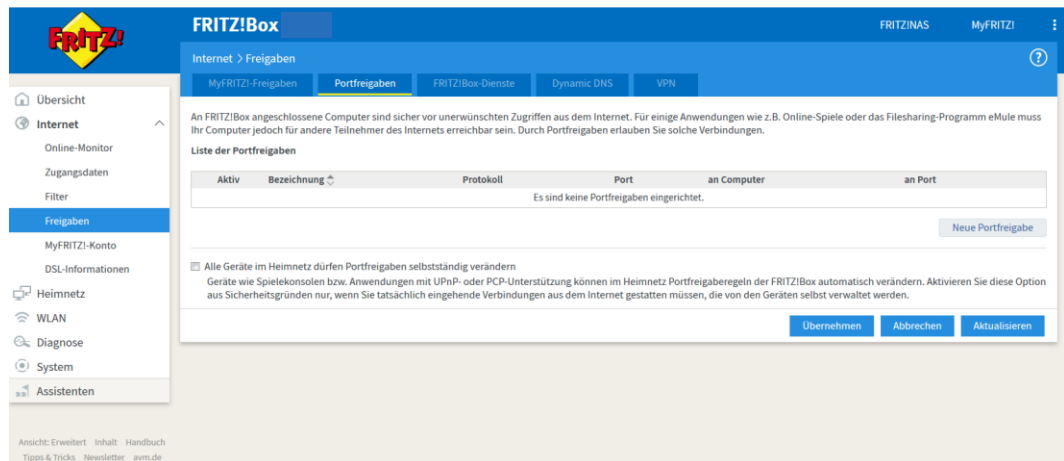 FRITZ!
FRITZ!Box
FRITZ!NAS
MyFRITZ!
Internet > Freigaben
?
MyFRITZ!-Freigaben
Portfreigaben
FRITZ!Box-Dienste
Dynamic DNS
VPN
Übersicht
Internet
Online-Monitor
Zugangsdaten
Filter
Freigaben
MyFRITZ!-Konto
DSL-Informationen
Heimnetz
WLAN
Diagnose
System
Assistenten
Ansicht: Erweitert Inhalt Handbuch
Tipps & Tricks Newsletter avm.de
An FRITZ!Box angeschlossene Computer sind sicher vor unerwünschten Zugriffen aus dem Internet. Für einige Anwendungen wie z.B. Online-Spiele oder das Filesharing-Programm eMule muss
Ihr Computer jedoch für andere Teilnehmer des Internets erreichbar sein. Durch Portfreigaben erlauben Sie solche Verbindungen.
Liste der Portfreigaben
Aktiv Bezeichnung Protokoll Port an Computer an Port
Es sind keine Portfreigaben eingerichtet.
Neue Portfreigabe
Alle Geräte im Heimnetz dürfen Portfreigaben selbstständig verändern
Geräte wie Spielekonsolen bzw. Anwendungen mit UPnP- oder PCP-Unterstützung können im Heimnetz Portfreigaberegeln der FRITZ!Box automatisch verändern. Aktivieren Sie diese Option
aus Sicherheitsgründen nur, wenn Sie tatsächlich eingehende Verbindungen aus dem Internet gestatten müssen, die von den Geräten selbst verwaltet werden.
Übernehmen
Abbrechen
Aktualisieren